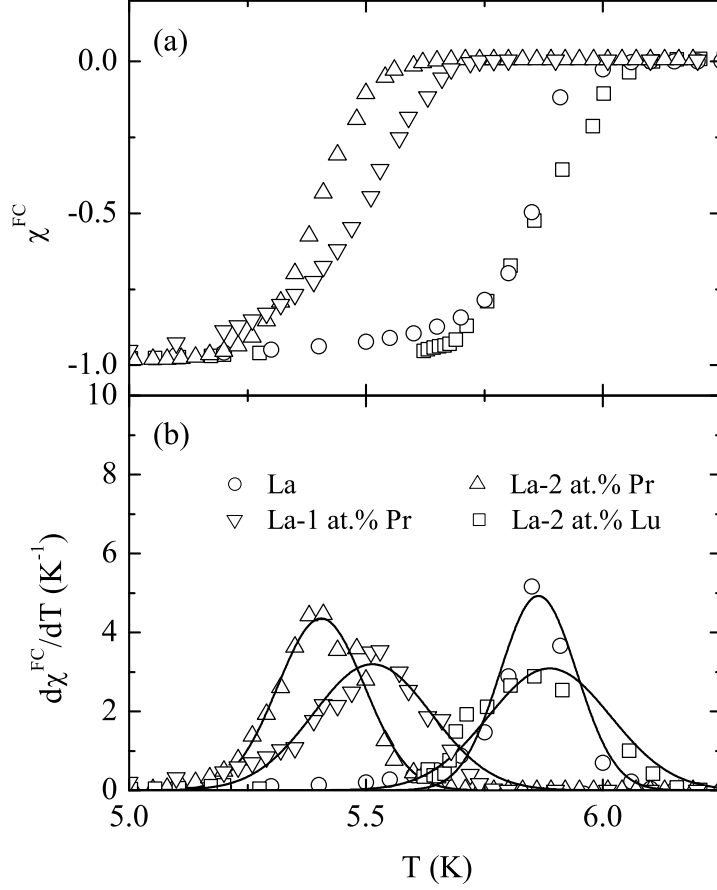 (a)
0.0
-0.5
-1.0
χ^FC
(b)
10
8
6
4
2
0
dχ^FC/dT (K^-1)
La
La-2 at.% Pr
La-1 at.% Pr
La-2 at.% Lu
5.0
5.5
6.0
T (K)